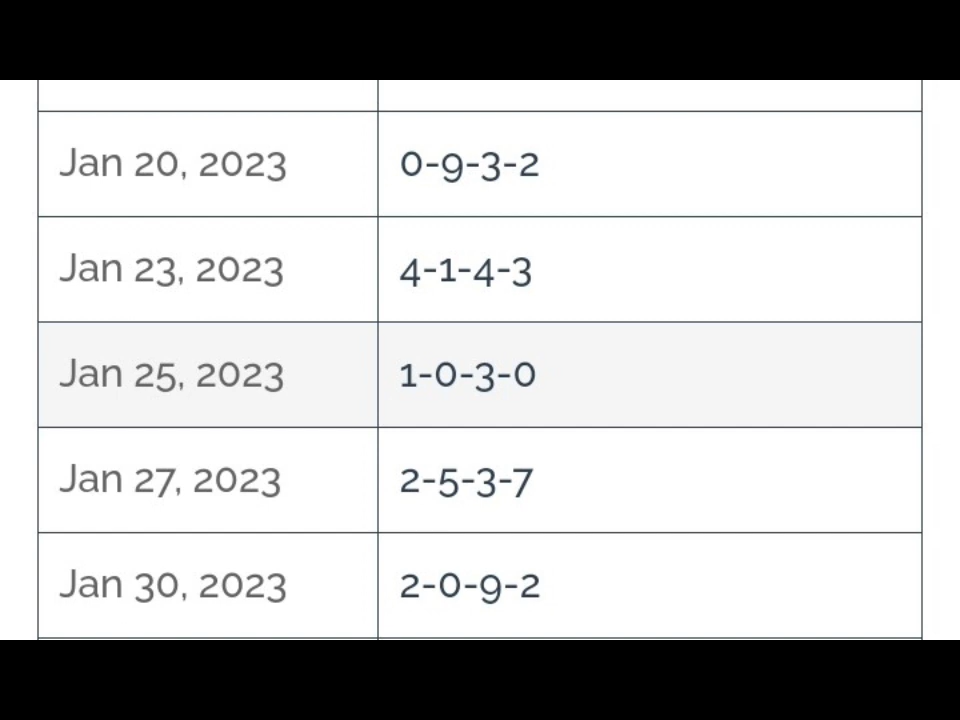 Jan 20, 2023 0-9-3-2
Jan 23, 2023 4-1-4-3
Jan 25, 2023 1-0-3-0
Jan 27, 2023 2-5-3-7
Jan 30, 2023 2-0-9-2